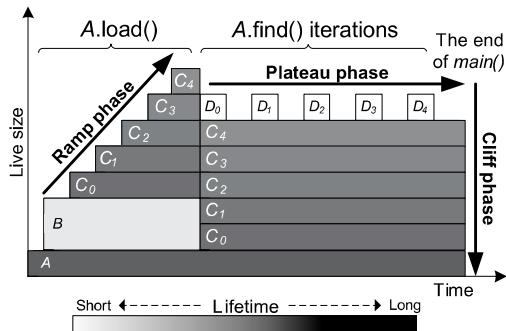 A.load()
A.find() iterations
The end
of main()
Live size
Ramp phase
Plateau phase
Cliff phase
C4
C3 D0 D1 D2 D3 D4
C2 C4
C1 C3
C0 C2
B C1
C0
A
Time
Short Lifetime Long